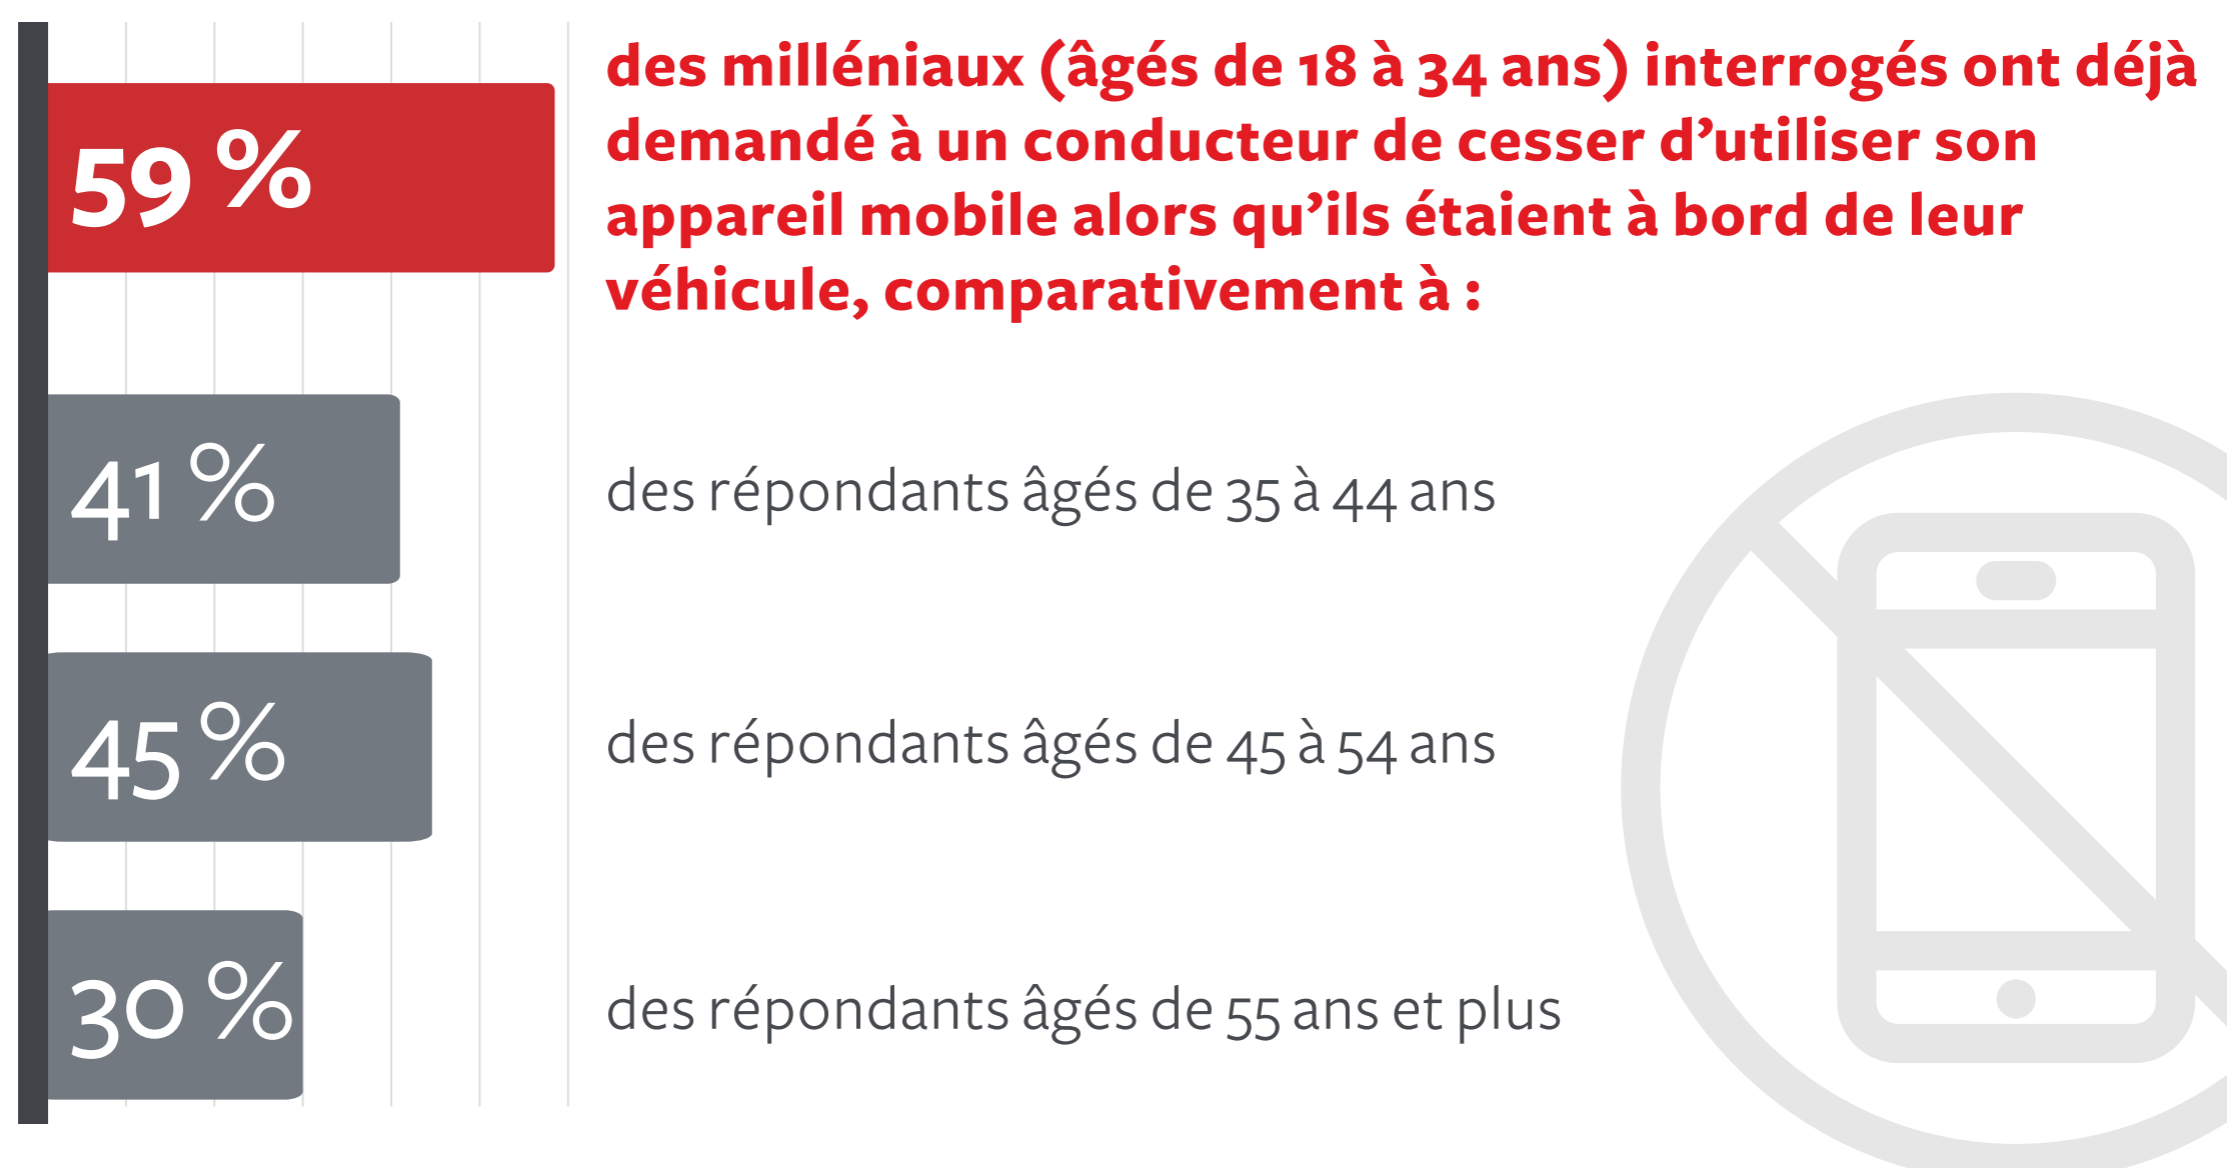 59 %
des milléniaux (âgés de 18 à 34 ans) interrogés ont déjà
demandé à un conducteur de cesser d’utiliser son
appareil mobile alors qu’ils étaient à bord de leur
véhicule, comparativement à :
41 %
des répondants âgés de 35 à 44 ans
45 %
des répondants âgés de 45 à 54 ans
30 %
des répondants âgés de 55 ans et plus